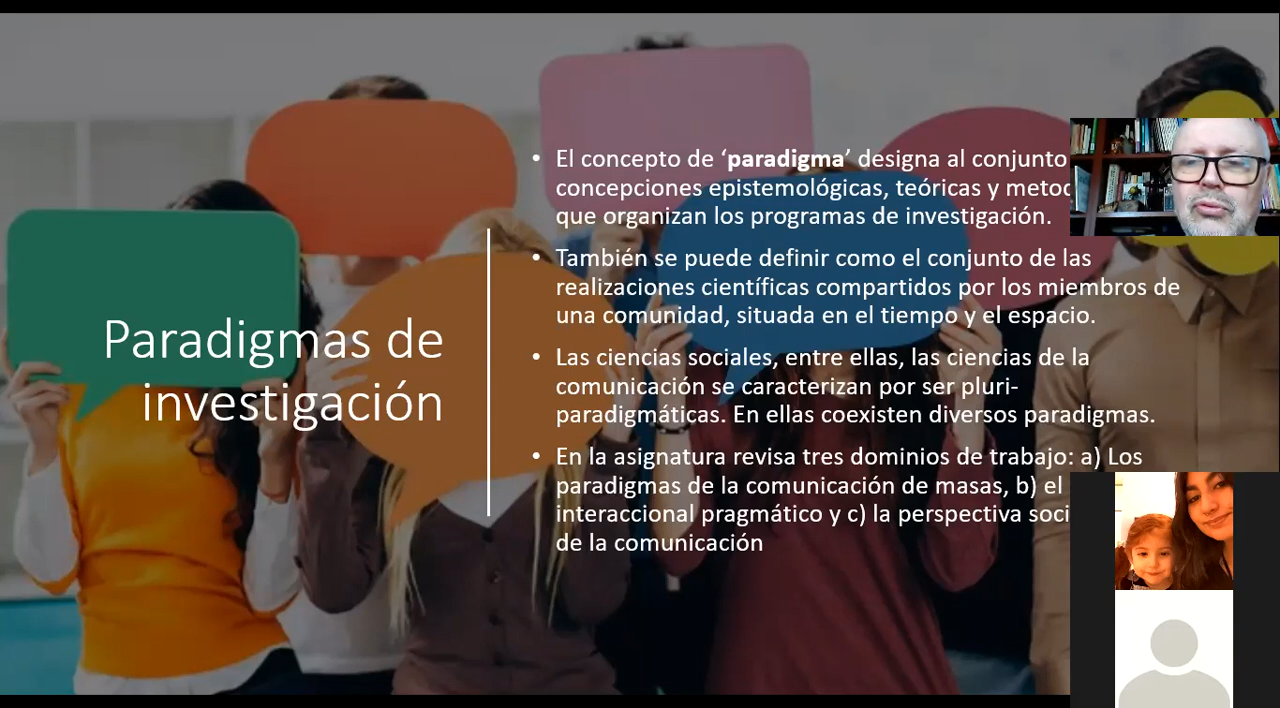 Paradigmas de
investigación
• El concepto de ‘paradigma’ designa al conjunto
concepciones epistemológicas, teóricas y
que organizan los programas de investigación.
• También se puede definir como el conjunto de las
realizaciones científicas compartidos por los miembros de
una comunidad, situada en el tiempo y el espacio.
• Las ciencias sociales, entre ellas, las ciencias de la
comunicación se caracterizan por ser pluri-
paradigmáticas. En ellas coexisten diversos paradigmas.
• En la asignatura revisa tres dominios de trabajo: a) Los
paradigmas de la comunicación de masas, b) el
interaccional pragmático y c) la perspectiva
de la comunicación